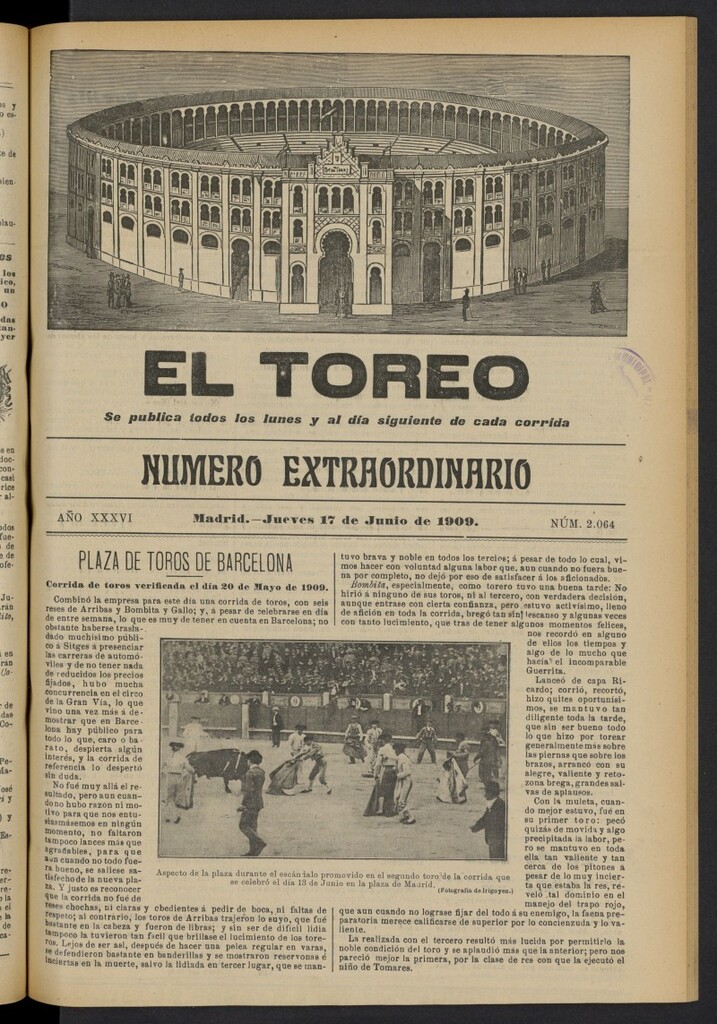 EL TOREO
Se publica todos los lunes y al día siguiente de cada corrida
NUMERO EXTRAORDINARIO
AÑO XXXVI
Madrid.—Jueves 17 de Junio de 1909.
NÚM. 2.064
PLAZA DE TOROS DE BARCELONA
Corrida de toros verificada el día 20 de Mayo de 1909.
Combinó la empresa para este día una corrida de toros, con seis
reses de Arribas y Bombita y Gallo; y, á pesar de celebrarse en día
de entre semana, lo que es muy de tener en cuenta en Barcelona; no
obstante haberse trasla-
dado muchísimo públi-
co á Sitges á presenciar
las carreras de automó-
viles y de no tener nada
de reducidos los precios
fijados, hubo mucha
concurrencia en el circo
de la Gran Vía, lo que
vino una vez más á de-
mostrar que en Barce-
lona hay público para
todo lo que, caro o ba-
rato, despierta algún
interés, y la corrida de
referencia lo despertó
sin duda.
No fué muy allá el re-
sultado, pero aun cuan-
do no hubo razon ni mo-
tivo para que nos entu-
siasmásemos en ningún
momento, no faltaron
tampoco lances más que
agradables, para que
aun cuando no todo fue-
ra bueno, se saliese sa-
tisfecho de la nueva pla-
za. Y justo es reconocer
que la corrida no fué de
reses chochas, ni claras y obedientes á pedir de boca, ni faltas de
respeto; al contrario, los toros de Arribas trajeron lo suyo, que fué
bastante en la cabeza y fueron de libras; y sin ser de dificil lidia
tampoco la tuvieron tan facil que brillase el lucimiento de los tore-
ros. Lejos de ser así, después de hacer una pelea regular en varas,
se defendieron bastante en banderillas y se mostraron reservones é
inciertas en la muerte, salvo la lidiada en tercer lugar, que se man-
tuvo brava y noble en todos los tercios; á pesar de todo lo cual, vi-
mos hacer con voluntad alguna labor que, aun cuando no fuera buena
por completo, no dejó por eso de satisfacer á los aficionados.
Bombita, especialmente, como torero tuvo una buena tarde: No
hirió á ninguno de sus toros, ni al tercero, con verdadera decisión,
aunque entrase con cierta confianza, pero estuvo activísimo, lleno
de afición en toda la corrida, bregó tan sin descanso y algunas veces
con tanto lucimiento, que tras de tener algunos momentos felices,
nos recordó en alguno
de ellos los tiempos y
algo de lo mucho que
hacía el incomparable
Guerrita.
Lanceó de capa Ri-
cardo; corrió, recortó,
hizo quites oportunísi-
mos, se mantuvo tan
diligente toda la tarde,
que sin ser bueno todo
lo que hizo por torear
generalmente más sobre
las piernas que sobre los
brazos, arrancó con su
alegre, valiente y reto-
zona brega, grandes sal-
vas de aplausos.
Con la muleta, cuan-
do mejor estuvo, fué en
su primer toro: pecó
quizás de movida y algo
precipitada la labor, pe-
ro se mantuvo en toda
ella tan valiente y tan
cerca de los pitones á
pesar de lo muy incier-
ta que estaba la res, re-
veló tal dominio en el
manejo del trapo rojo,
que aun cuando no lograse fijar del todo á su enemigo, la faena pre-
paratoria merece calificarse de superior por lo concienzuda y lo va-
liente.
La realizada con el tercero resultó más lucida por permitirlo la
noble condición del toro y se aplaudió mas que la anterior; pero nos
pareció mejor la primera, por la clase de res con que la ejecutó el
niño de Tomares.
Aspecto de la plaza durante el escándalo promovido en el segundo toro de la corrida que
se celebró el día 13 de Junio en la plaza de Madrid.
(Fotografía de Irigoyen.)